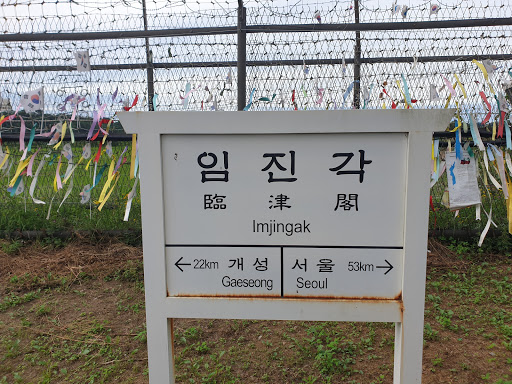 임진각
臨津閣
Imjingak
← 22km 개성
Gaeseong
서울 53km →
Seoul